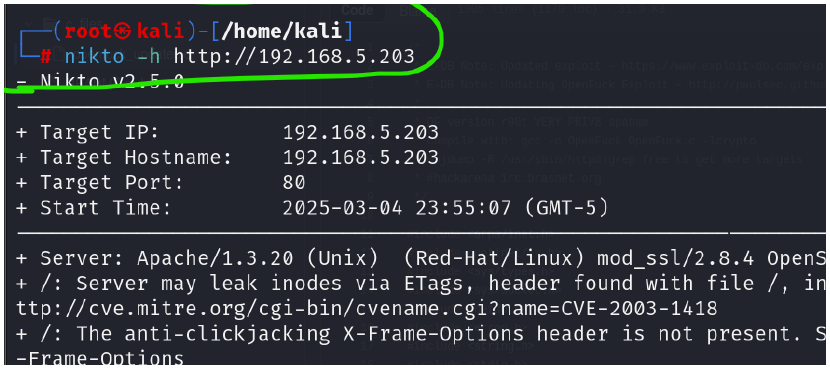 (root㉿kali)-[/home/kali]
# nikto -h http://192.168.5.203
- Nikto v2.5.0
+ Target IP: 192.168.5.203
+ Target Hostname: 192.168.5.203
+ Target Port: 80
+ Start Time: 2025-03-04 23:55:07 (GMT-5)
+ Server: Apache/1.3.20 (Unix) (Red-Hat/Linux) mod_ssl/2.8.4 OpenS
+ /: Server may leak inodes via ETags, header found with file /, in
ttp://cve.mitre.org/cgi-bin/cvename.cgi?name=CVE-2003-1418
+ /: The anti-clickjacking X-Frame-Options header is not present. S
-Frame-Options